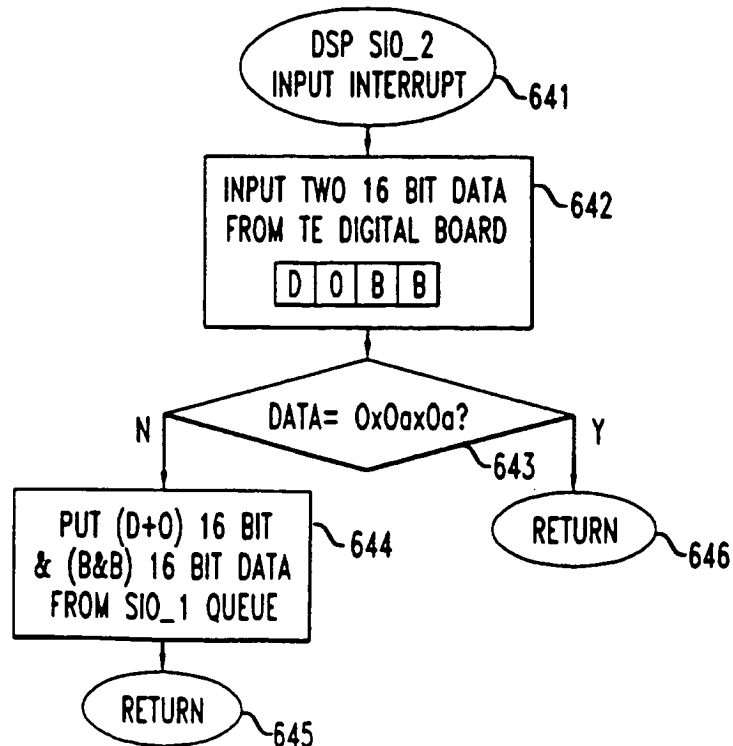 DSP SIO_2
INPUT INTERRUPT
641
INPUT TWO 16 BIT DATA
FROM TE DIGITAL BOARD
D 0 B B
642
DATA= 0x0ax0a?
643
N
Y
PUT (D+0) 16 BIT
& (B&B) 16 BIT DATA
FROM SIO_1 QUEUE
644
RETURN
646
RETURN
645